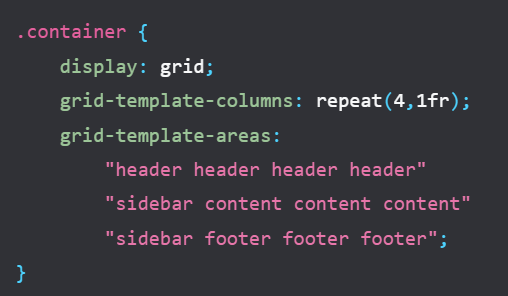 .container {
    display: grid;
    grid-template-columns: repeat(4,1fr);
    grid-template-areas:
        "header header header header"
        "sidebar content content content"
        "sidebar footer footer footer";
}